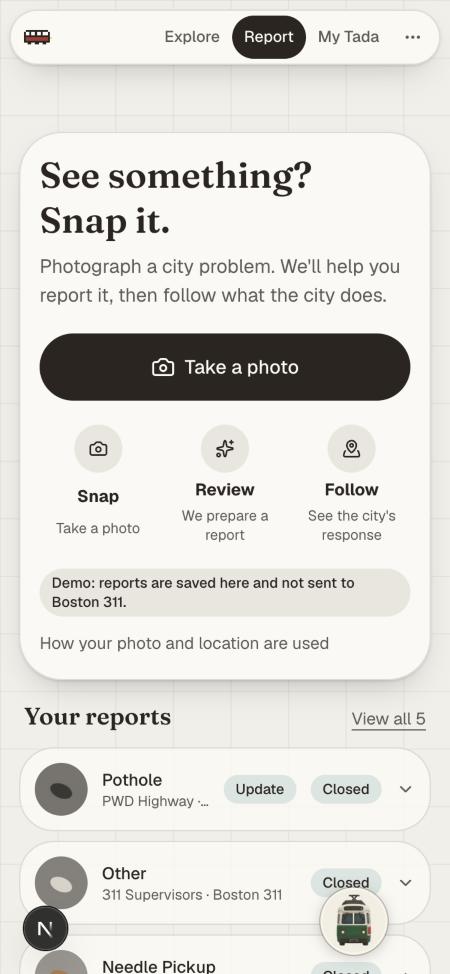 Explore Report My Tada ...
See something?
Snap it.
Photograph a city problem. We'll help you
report it, then follow what the city does.
Take a photo
Snap
Take a photo
Review
We prepare a
report
Follow
See the city's
response
Demo: reports are saved here and not sent to
Boston 311.
How your photo and location are used
Your reports
View all 5
Pothole
PWD Highway ·...
Update
Closed
Other
311 Supervisors · Boston 311
Closed
N
Needle Pickup